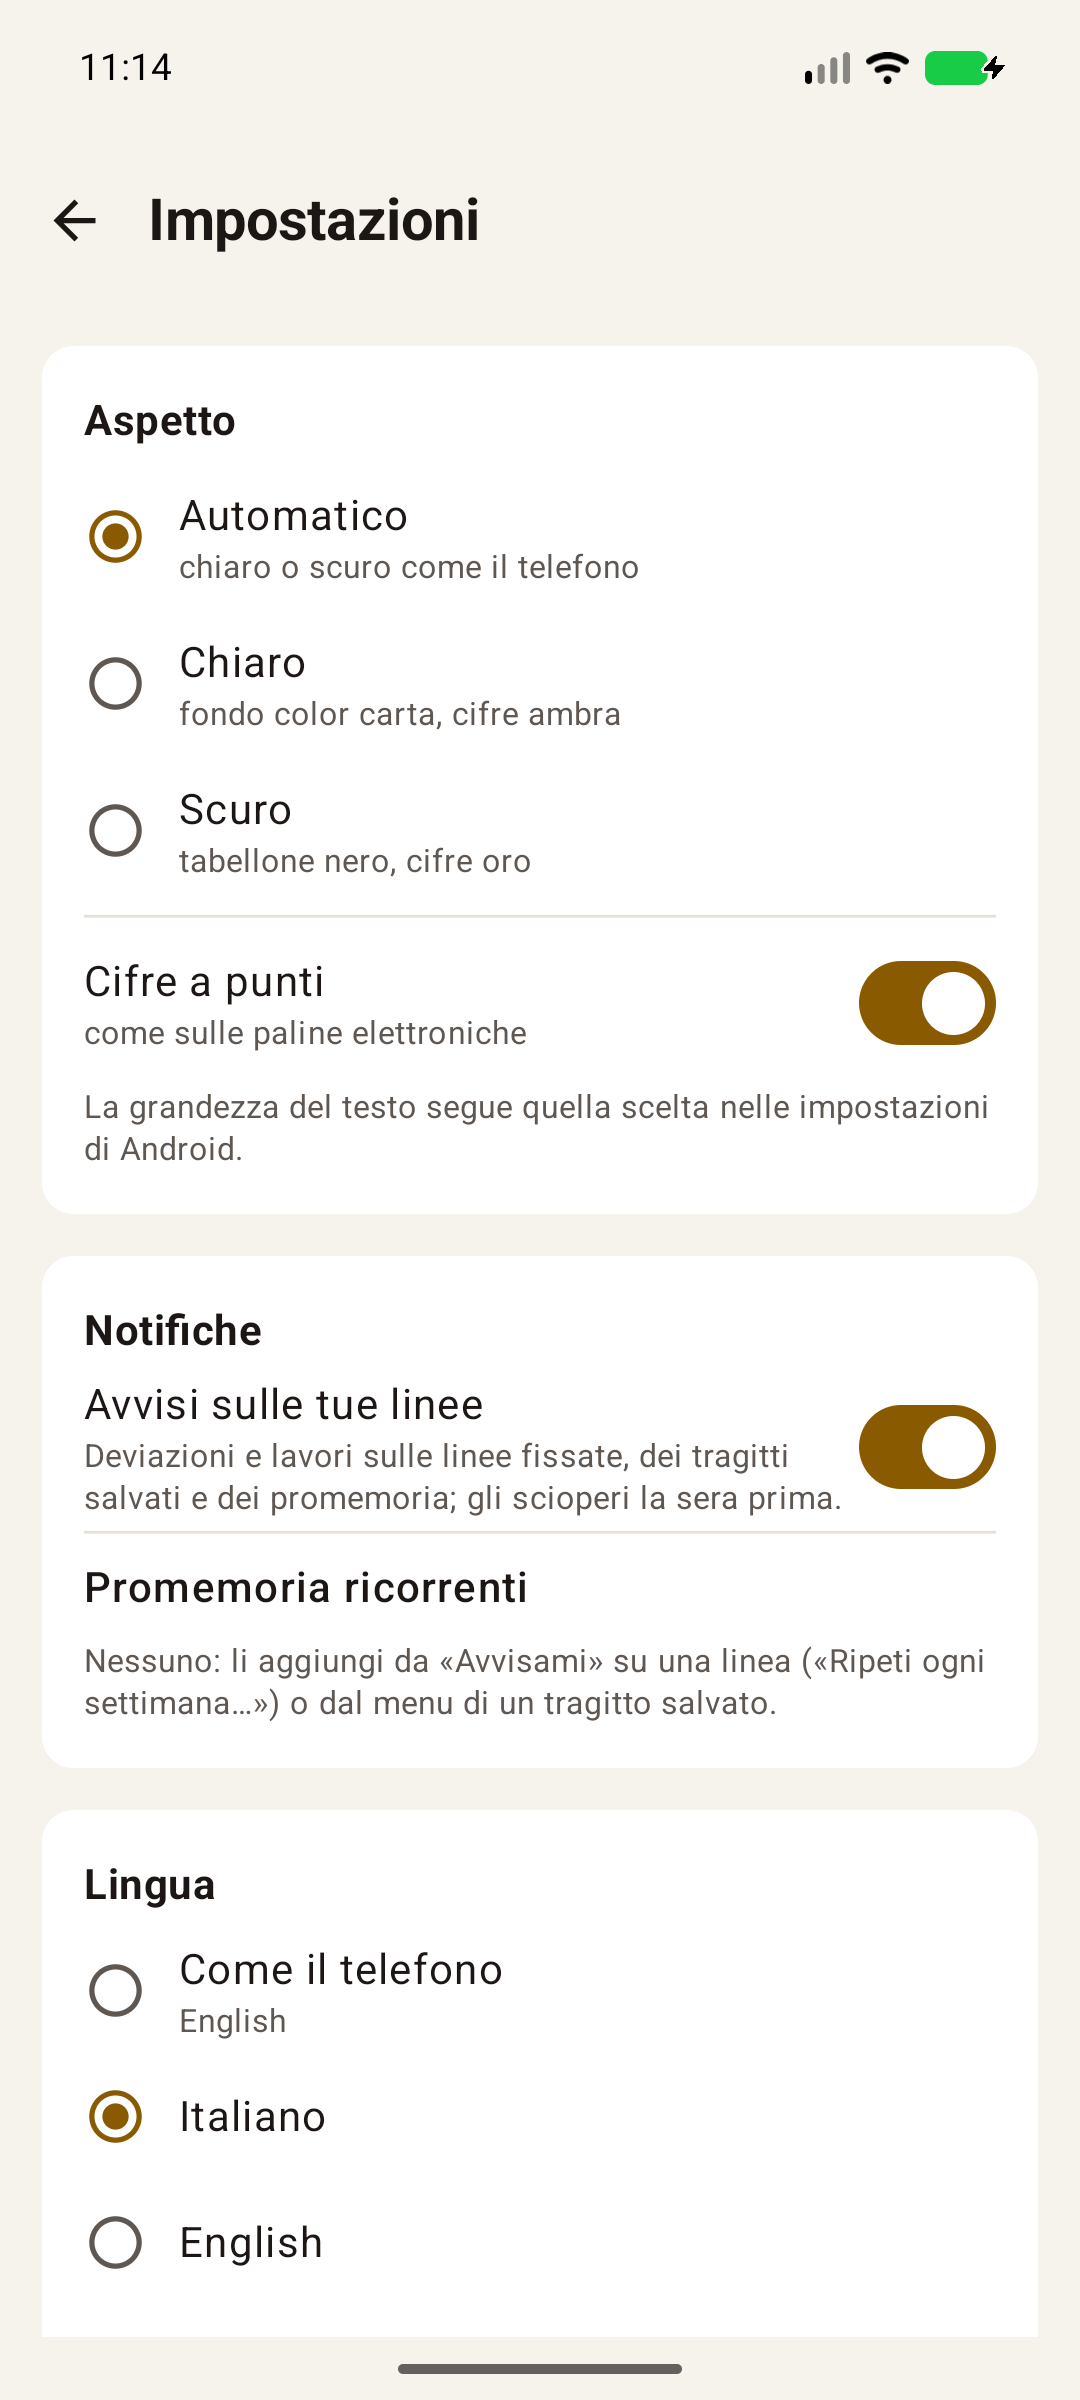 11:14
Impostazioni
Aspetto
Automatico
chiaro o scuro come il telefono
Chiaro
fondo color carta, cifre ambra
Scuro
tabellone nero, cifre oro
Cifre a punti
come sulle paline elettroniche
La grandezza del testo segue quella scelta nelle impostazioni
di Android.
Notifiche
Avvisi sulle tue linee
Deviazioni e lavori sulle linee fissate, dei tragitti
salvati e dei promemoria; gli scioperi la sera prima.
Promemoria ricorrenti
Nessuno: li aggiungi da «Avvisami» su una linea («Ripeti ogni
settimana…») o dal menu di un tragitto salvato.
Lingua
Come il telefono
English
Italiano
English